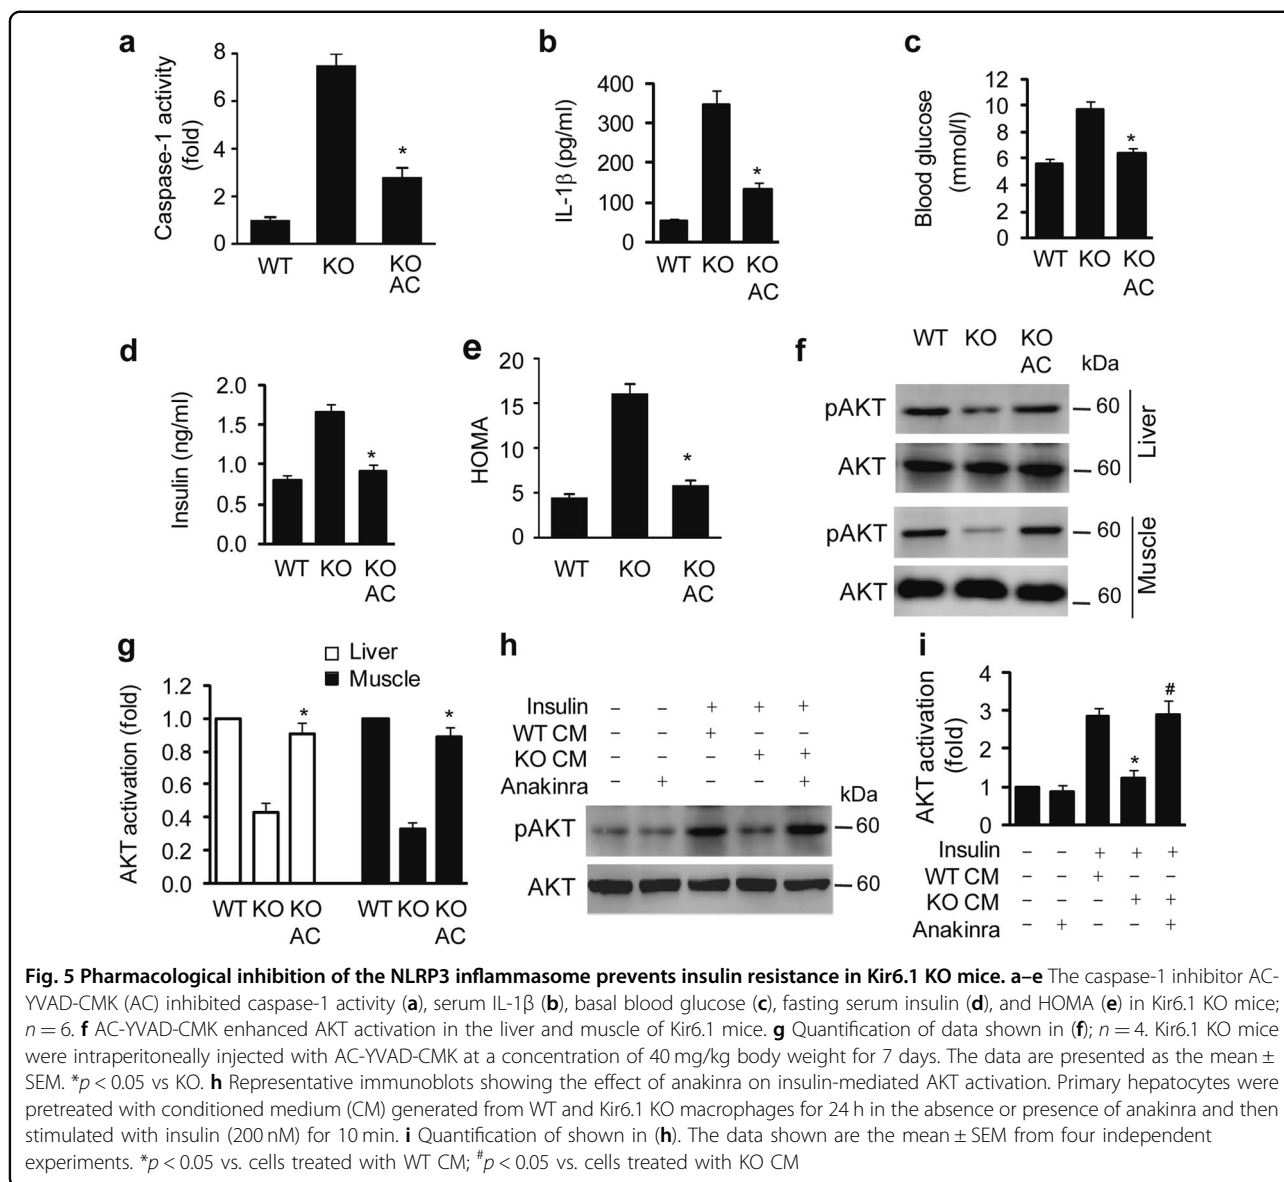 a
Caspase-1 activity
(fold)
8
6
4
2
0
*
WT KO KO
AC
b
IL-1β (pg/ml)
400
300
200
100
0
*
WT KO KO
AC
c
Blood glucose
(mmol/l)
12
10
8
6
4
2
0
*
WT KO KO
AC
d
Insulin (ng/ml)
2.0
1.5
1.0
0.5
0.0
*
WT KO KO
AC
e
HOMA
20
15
10
5
0
*
WT KO KO
AC
f
WT KO KO
AC kDa
pAKT 60
AKT 60
Liver
pAKT 60
AKT 60
Muscle
g
Liver
Muscle
AKT activation (fold)
1.2
1.0
0.8
0.6
0.4
0.2
0.0
* *
WT KO KO WT KO KO
AC AC
h
Insulin – – + + +
WT CM – – + – –
KO CM – – – + +
Anakinra – + – – +
kDa
pAKT 60
AKT 60
i
AKT activation
(fold)
4
3
2
1
0
* #
Insulin – – + + +
WT CM – – + – –
KO CM – – – + +
Anakinra – + – – +
Fig. 5 Pharmacological inhibition of the NLRP3 inflammasome prevents insulin resistance in Kir6.1 KO mice. a–e The caspase-1 inhibitor AC-
YVAD-CMK (AC) inhibited caspase-1 activity (a), serum IL-1β (b), basal blood glucose (c), fasting serum insulin (d), and HOMA (e) in Kir6.1 KO mice;
n = 6. f AC-YVAD-CMK enhanced AKT activation in the liver and muscle of Kir6.1 mice. g Quantification of data shown in (f); n = 4. Kir6.1 KO mice
were intraperitoneally injected with AC-YVAD-CMK at a concentration of 40 mg/kg body weight for 7 days. The data are presented as the mean ±
SEM. *p < 0.05 vs KO. h Representative immunoblots showing the effect of anakinra on insulin-mediated AKT activation. Primary hepatocytes were
pretreated with conditioned medium (CM) generated from WT and Kir6.1 KO macrophages for 24 h in the absence or presence of anakinra and then
stimulated with insulin (200 nM) for 10 min. i Quantification of shown in (h). The data shown are the mean ± SEM from four independent
experiments. *p < 0.05 vs. cells treated with WT CM; #p < 0.05 vs. cells treated with KO CM